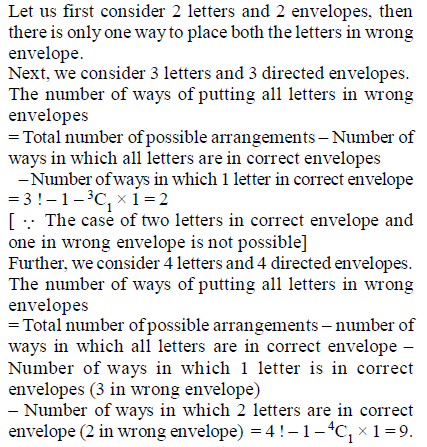 Let us first consider 2 letters and 2 envelopes, then
there is only one way to place both the letters in wrong
envelope.
Next, we consider 3 letters and 3 directed envelopes.
The number of ways of putting all letters in wrong
envelopes
= Total number of possible arrangements – Number of
ways in which all letters are in correct envelopes
– Number of ways in which 1 letter in correct envelope
= 3 ! – 1 – ³C₁ × 1 = 2
[ ∵ The case of two letters in correct envelope and
one in wrong envelope is not possible]
Further, we consider 4 letters and 4 directed envelopes.
The number of ways of putting all letters in wrong
envelopes
= Total number of possible arrangements – number of
ways in which all letters are in correct envelope –
Number of ways in which 1 letter is in correct
envelopes (3 in wrong envelope)
– Number of ways in which 2 letters are in correct
envelope (2 in wrong envelope) = 4 ! – 1 – ⁴C₁ × 1 = 9.